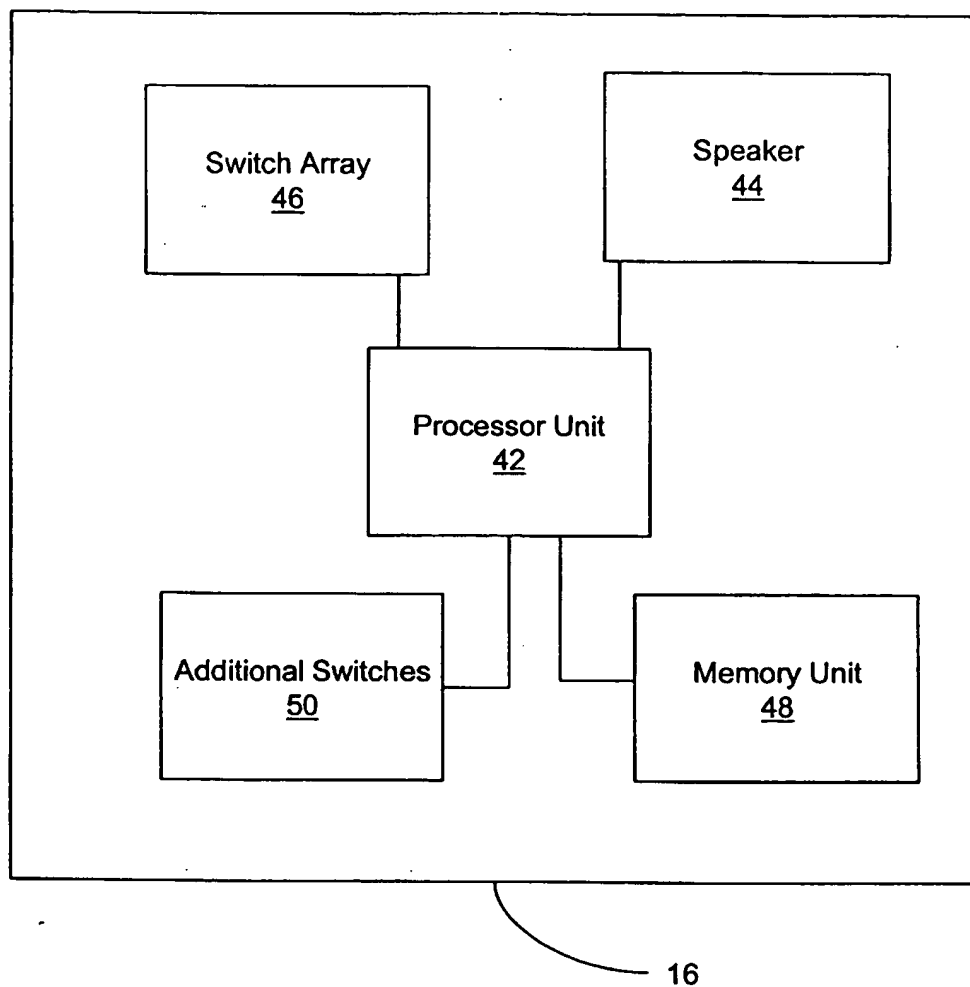 Switch Array
46
Speaker
44
Processor Unit
42
Additional Switches
50
Memory Unit
48
16